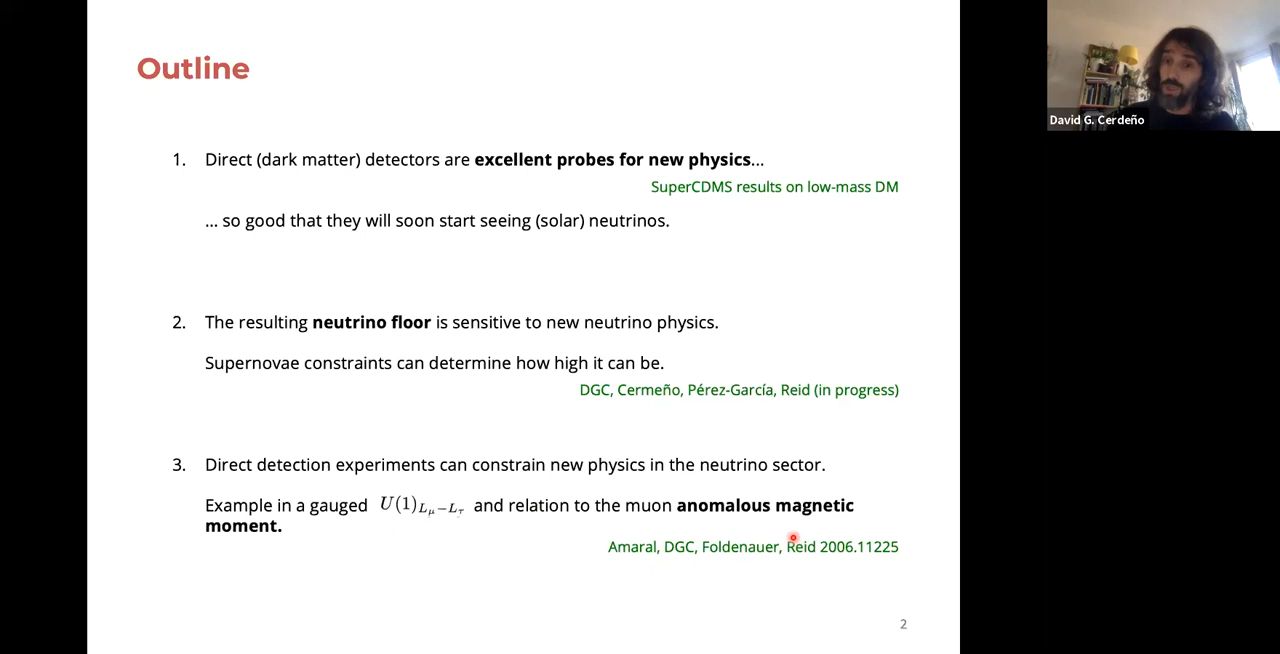 Outline
David G. Cerdeño
1. Direct (dark matter) detectors are excellent probes for new physics...
SuperCDMS results on low-mass DM
... so good that they will soon start seeing (solar) neutrinos.
2. The resulting neutrino floor is sensitive to new neutrino physics.
Supernovae constraints can determine how high it can be.
DGC, Cermeño, Pérez-García, Reid (in progress)
3. Direct detection experiments can constrain new physics in the neutrino sector.
Example in a gauged U(1)_{L_μ−L_τ} and relation to the muon anomalous magnetic
moment.
Amaral, DGC, Foldenauer, Reid 2006.11225
2